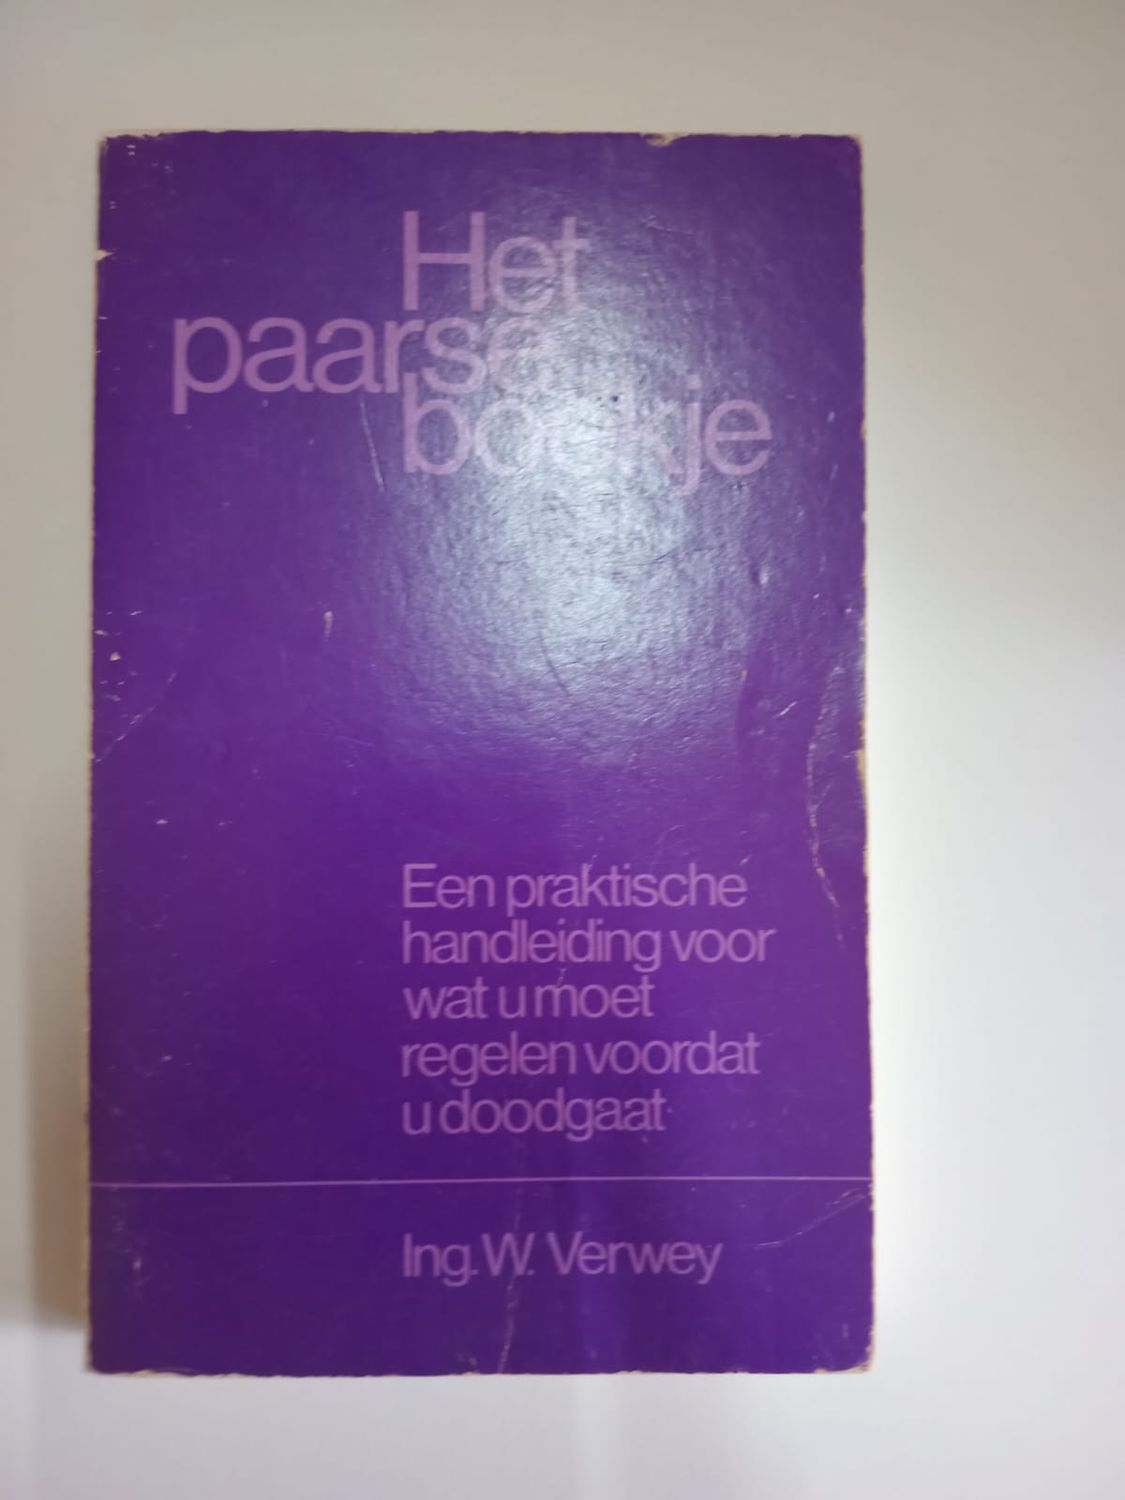 Het
paarse
boekje
Een praktische
handleiding voor
wat u moet
regelen voordat
u doodgaat
Ing. W. Verwey